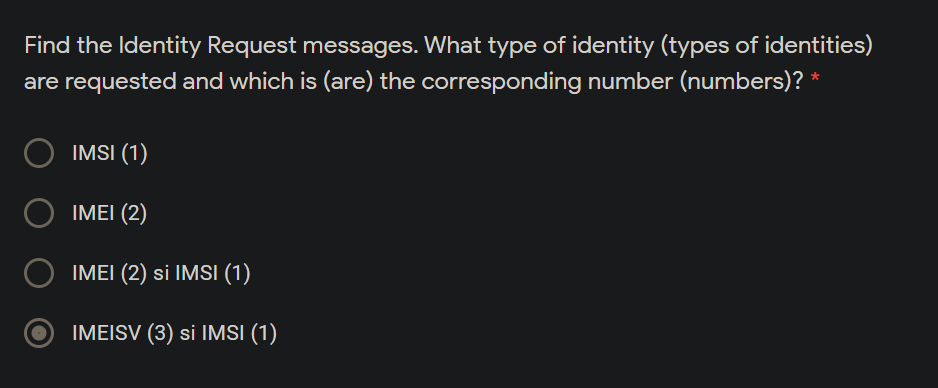 Find the Identity Request messages. What type of identity (types of identities)
are requested and which is (are) the corresponding number (numbers)? *
IMSI (1)
IMEI (2)
IMEI (2) si IMSI (1)
IMEISV (3) si IMSI (1)